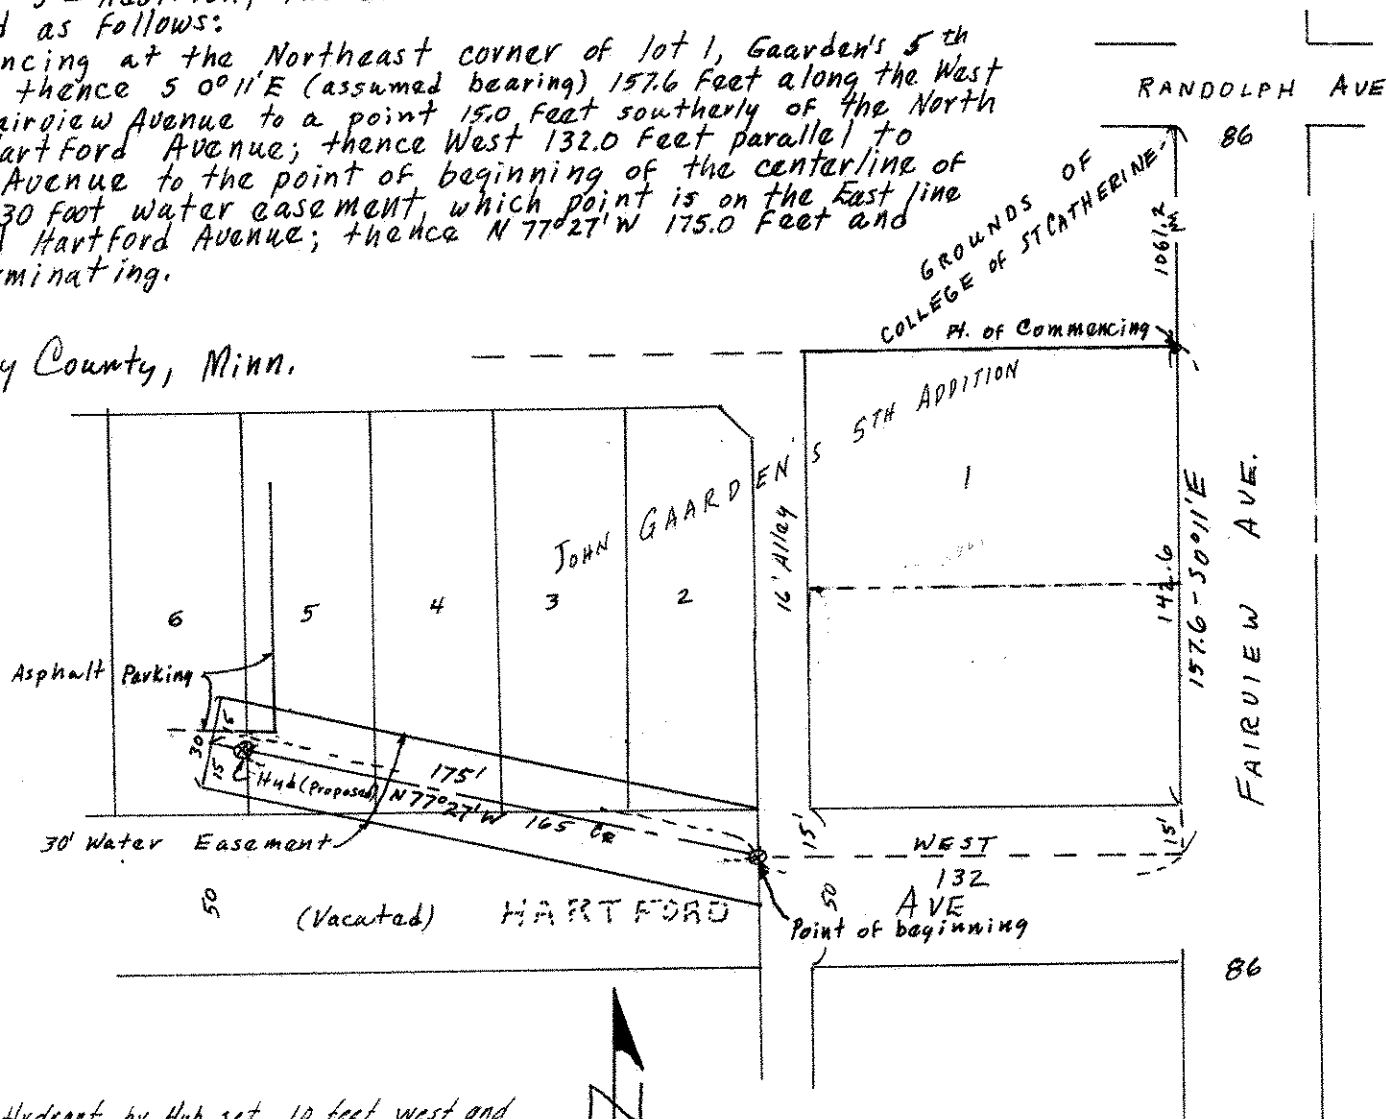 d as follows:
ncing at the Northeast corner of lot 1, Gaarden's 5th
thence S 0°11'E (assumed bearing) 157.6 Feet along the West
airview Avenue to a point 15.0 Feet southerly of the North
artford Avenue; thence West 132.0 Feet parallel to
Avenue to the point of beginning of the centerline of
30 foot water easement, which point is on the East line
Hartford Avenue; thence N 77°27'W 175.0 Feet and
minating.
y County, Minn.
RANDOLPH AVE
86
GROUNDS OF
COLLEGE OF ST CATHERINE
1061.2
Pt. of Commencing
JOHN GAARDEN'S 5TH ADDITION
1
16' Alley
142.6
157.6 - S0°11'E
FAIRVIEW AVE.
6
5
4
3
2
Asphalt Parking
30
15
15
Hub (Proposed)
175'
N77°27'W 165
30' Water Easement
15'
WEST
132
15'
50
(Vacated)
HARTFORD
50
AVE
Point of beginning
86
Hydrant by Hub set 10 feet west and